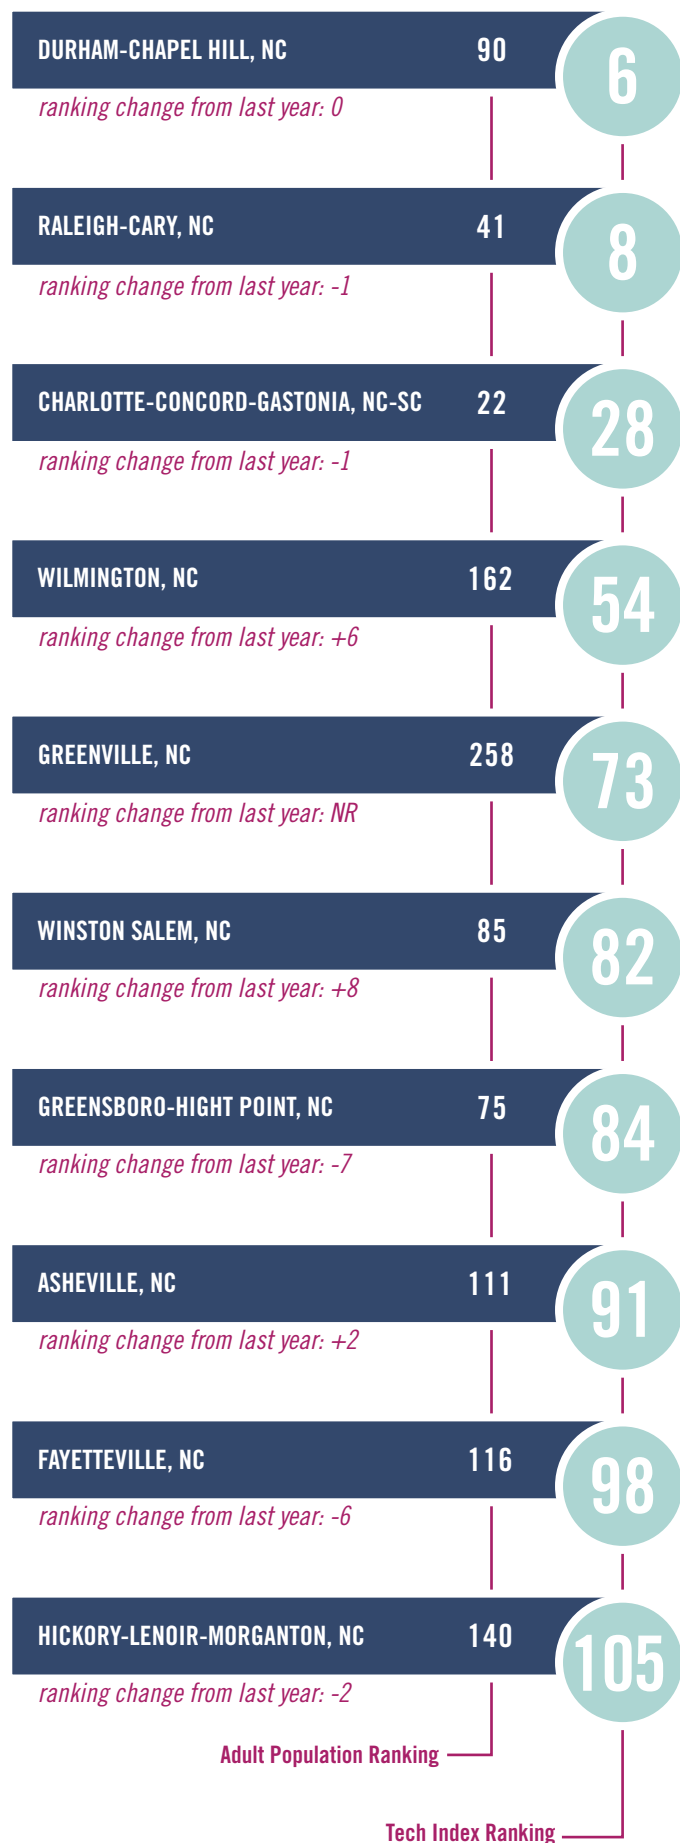 DURHAM-CHAPEL HILL, NC 90 6
ranking change from last year: 0
RALEIGH-CARY, NC 41 8
ranking change from last year: -1
CHARLOTTE-CONCORD-GASTONIA, NC-SC 22 28
ranking change from last year: -1
WILMINGTON, NC 162 54
ranking change from last year: +6
GREENVILLE, NC 258 73
ranking change from last year: NR
WINSTON SALEM, NC 85 82
ranking change from last year: +8
GREENSBORO-HIGHT POINT, NC 75 84
ranking change from last year: -7
ASHEVILLE, NC 111 91
ranking change from last year: +2
FAYETTEVILLE, NC 116 98
ranking change from last year: -6
HICKORY-LENOIR-MORGANTON, NC 140 105
ranking change from last year: -2
Adult Population Ranking
Tech Index Ranking